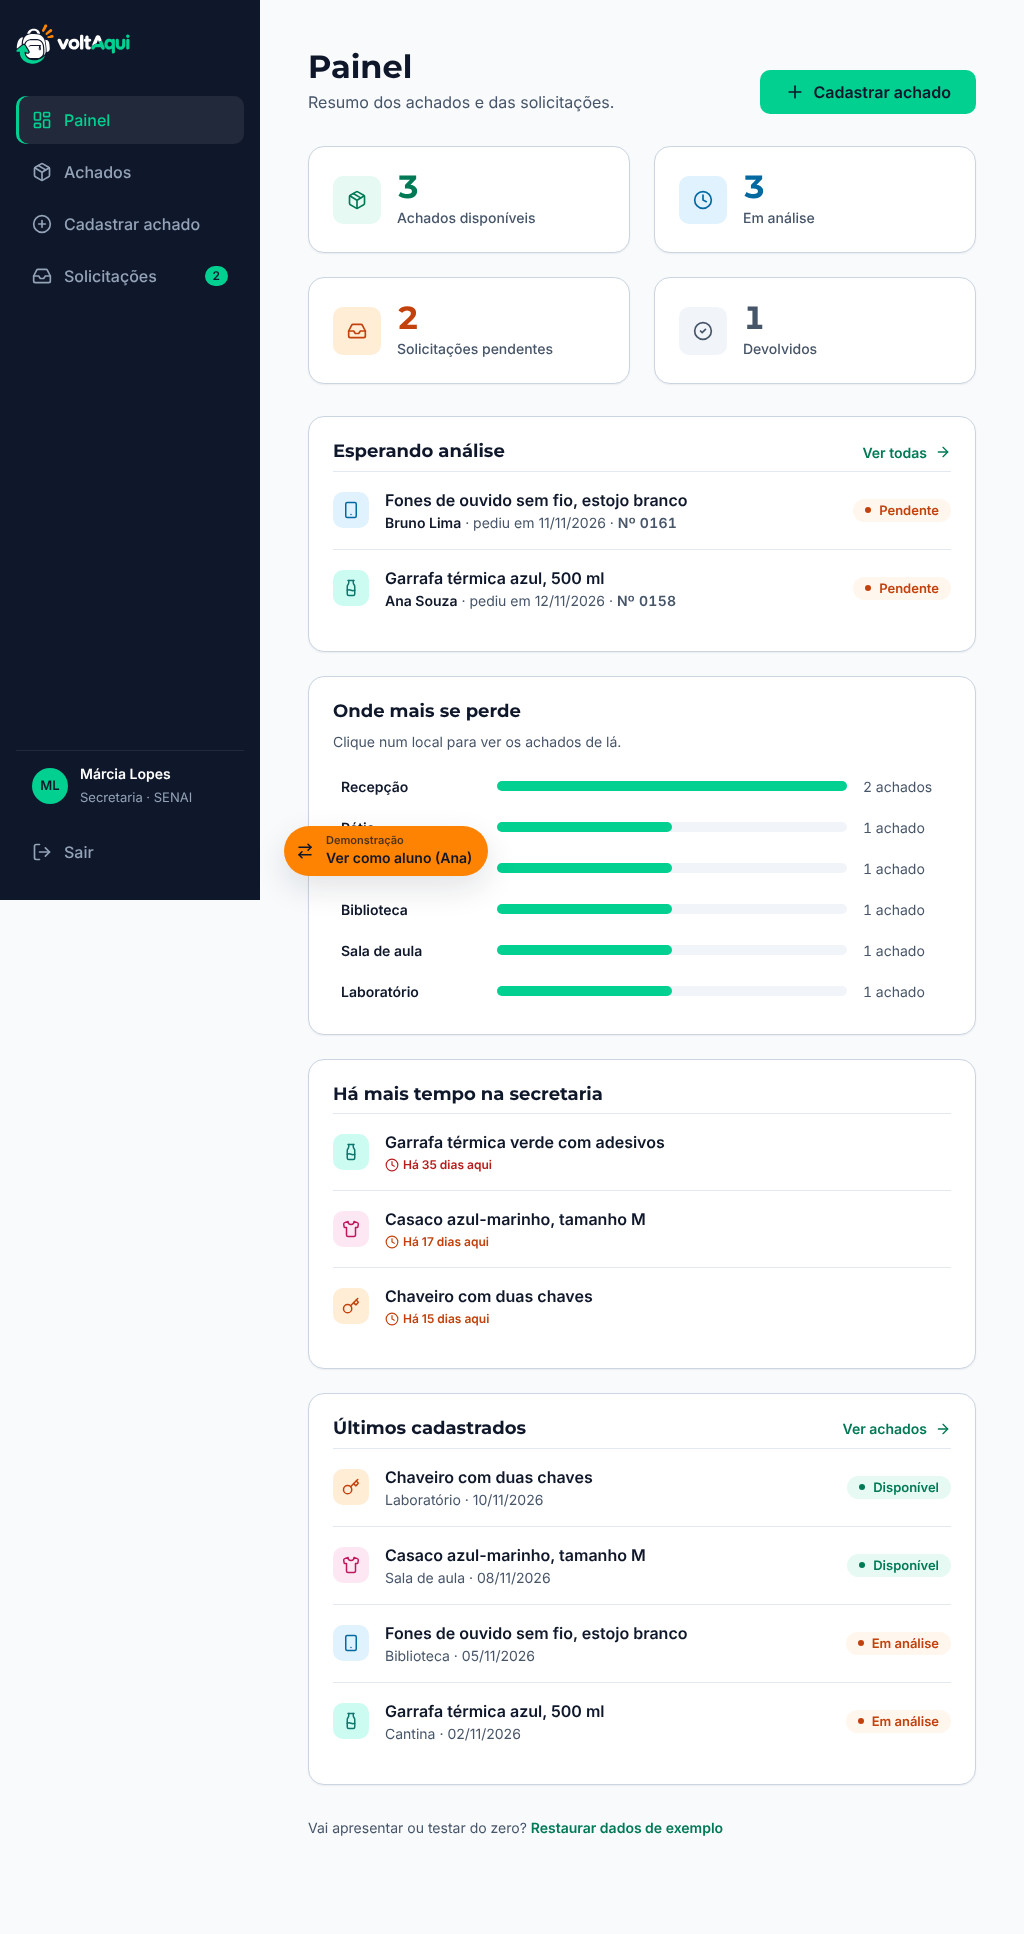 voltAqui
Painel
Achados
Cadastrar achado
Solicitações 2
Márcia Lopes
ML
Secretaria · SENAI
Sair
Painel
Resumo dos achados e das solicitações.
Cadastrar achado
3
Achados disponíveis
3
Em análise
2
Solicitações pendentes
1
Devolvidos
Esperando análise
Ver todas
Fones de ouvido sem fio, estojo branco
Bruno Lima · pediu em 11/11/2026 · Nº 0161
Pendente
Garrafa térmica azul, 500 ml
Ana Souza · pediu em 12/11/2026 · Nº 0158
Pendente
Onde mais se perde
Clique num local para ver os achados de lá.
Recepção 2 achados
1 achado
Demonstração
Ver como aluno (Ana)
1 achado
Biblioteca 1 achado
Sala de aula 1 achado
Laboratório 1 achado
Há mais tempo na secretaria
Garrafa térmica verde com adesivos
Há 35 dias aqui
Casaco azul-marinho, tamanho M
Há 17 dias aqui
Chaveiro com duas chaves
Há 15 dias aqui
Últimos cadastrados
Ver achados
Chaveiro com duas chaves
Laboratório · 10/11/2026
Disponível
Casaco azul-marinho, tamanho M
Sala de aula · 08/11/2026
Disponível
Fones de ouvido sem fio, estojo branco
Biblioteca · 05/11/2026
Em análise
Garrafa térmica azul, 500 ml
Cantina · 02/11/2026
Em análise
Vai apresentar ou testar do zero? Restaurar dados de exemplo